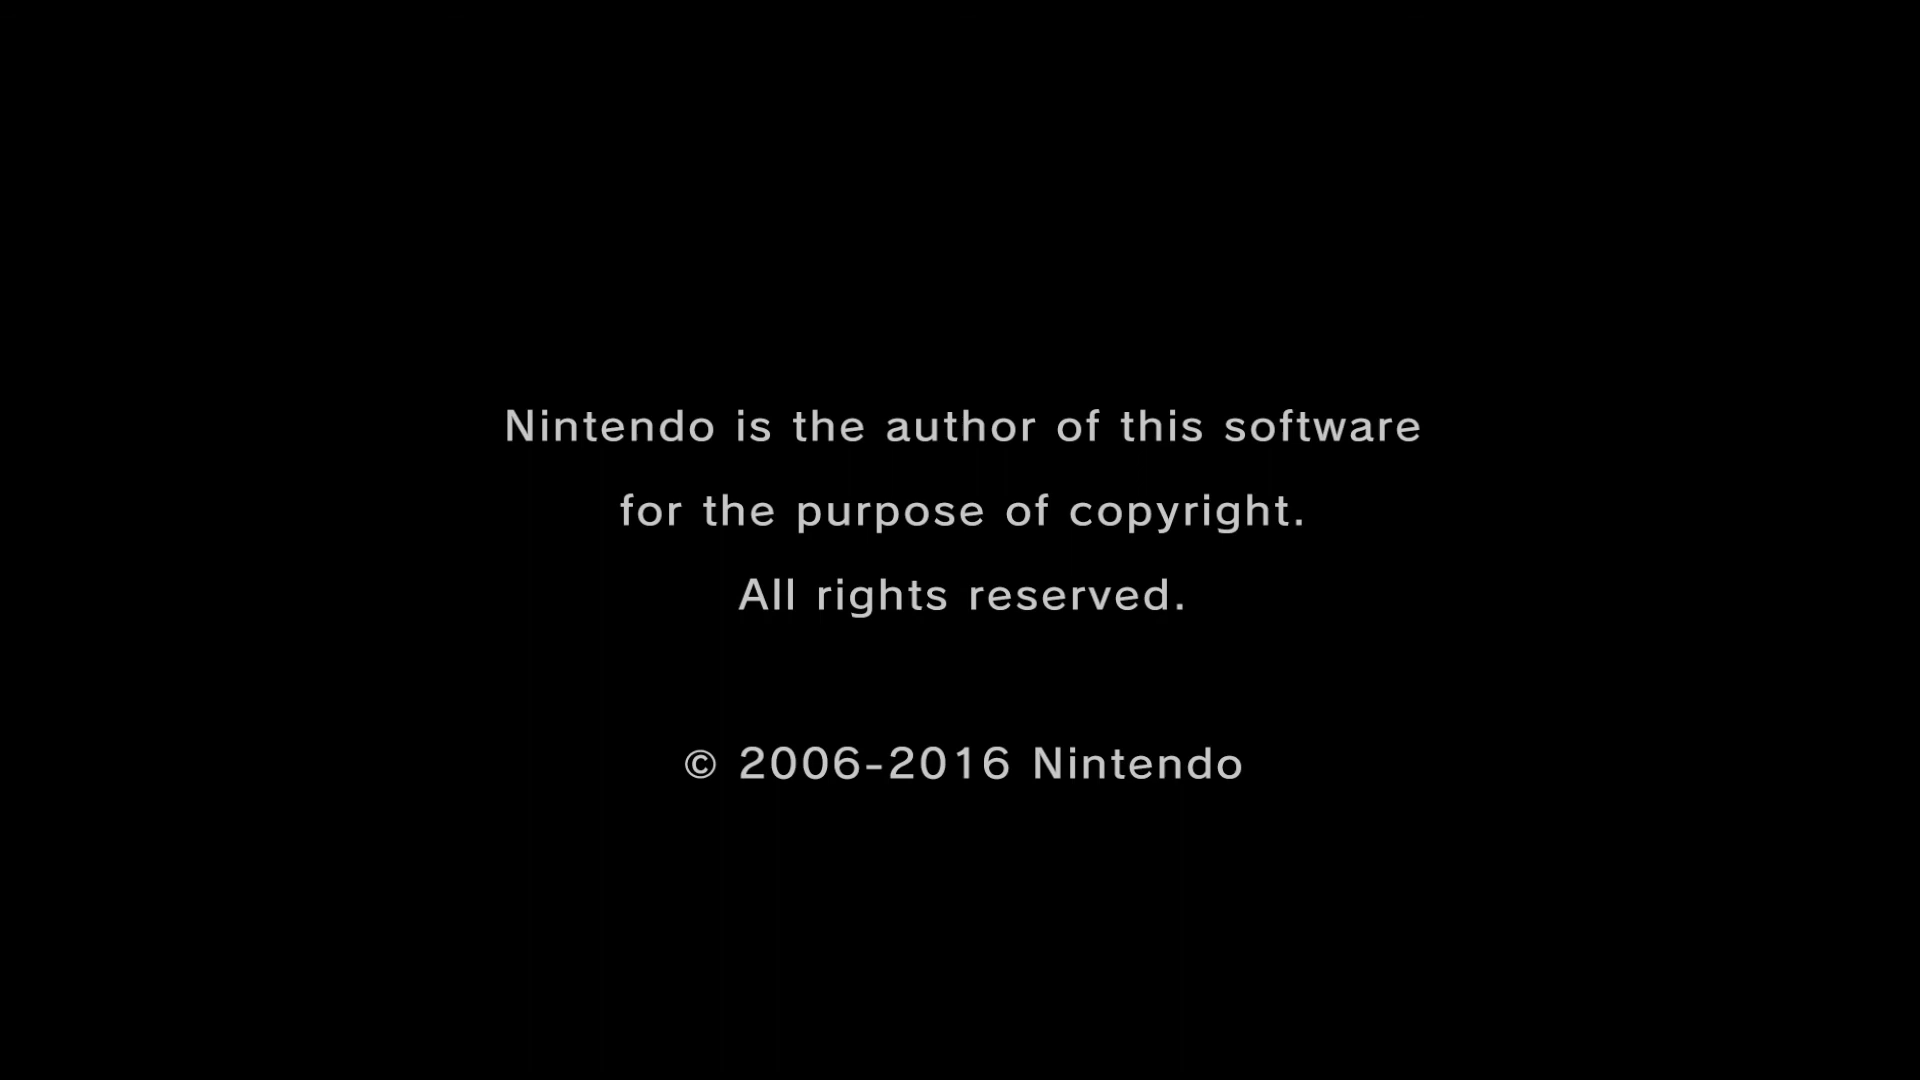 Nintendo is the author of this software
for the purpose of copyright.
All rights reserved.
© 2006-2016 Nintendo